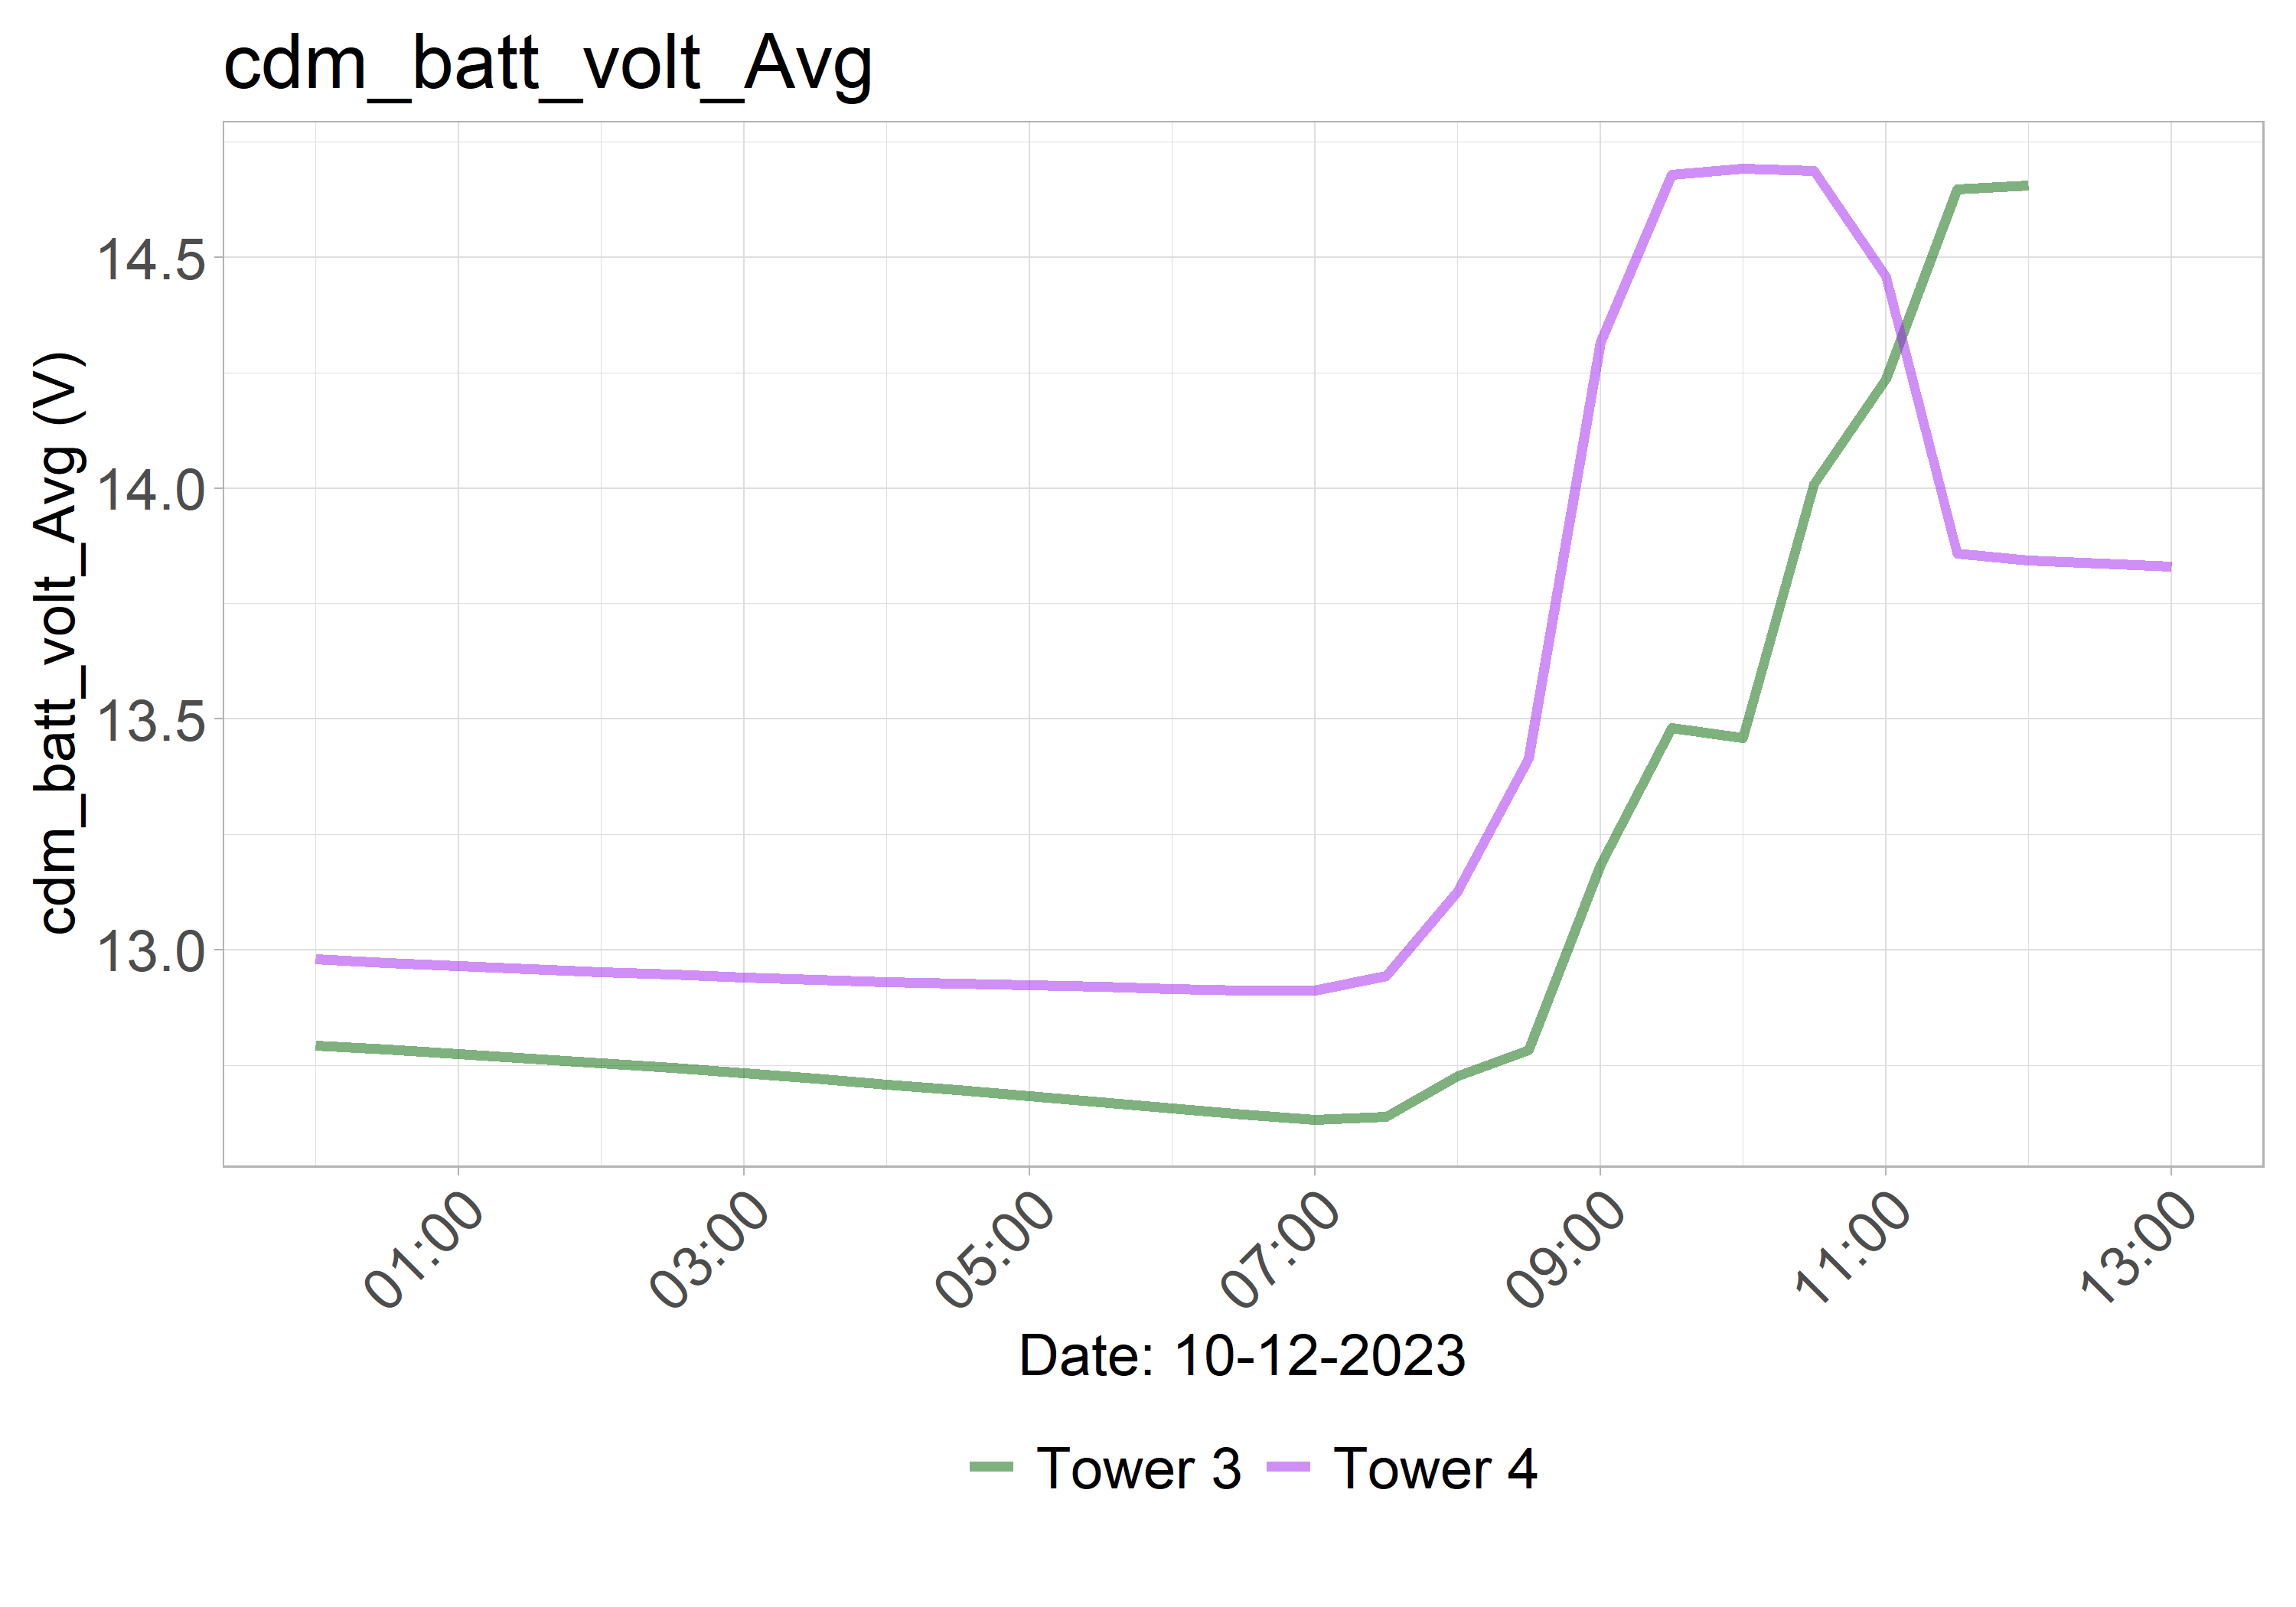 cdm_batt_volt_Avg
cdm_batt_volt_Avg (V)
14.5
14.0
13.5
13.0
01:00
03:00
05:00
07:00
09:00
11:00
13:00
Date: 10-12-2023
Tower 3
Tower 4